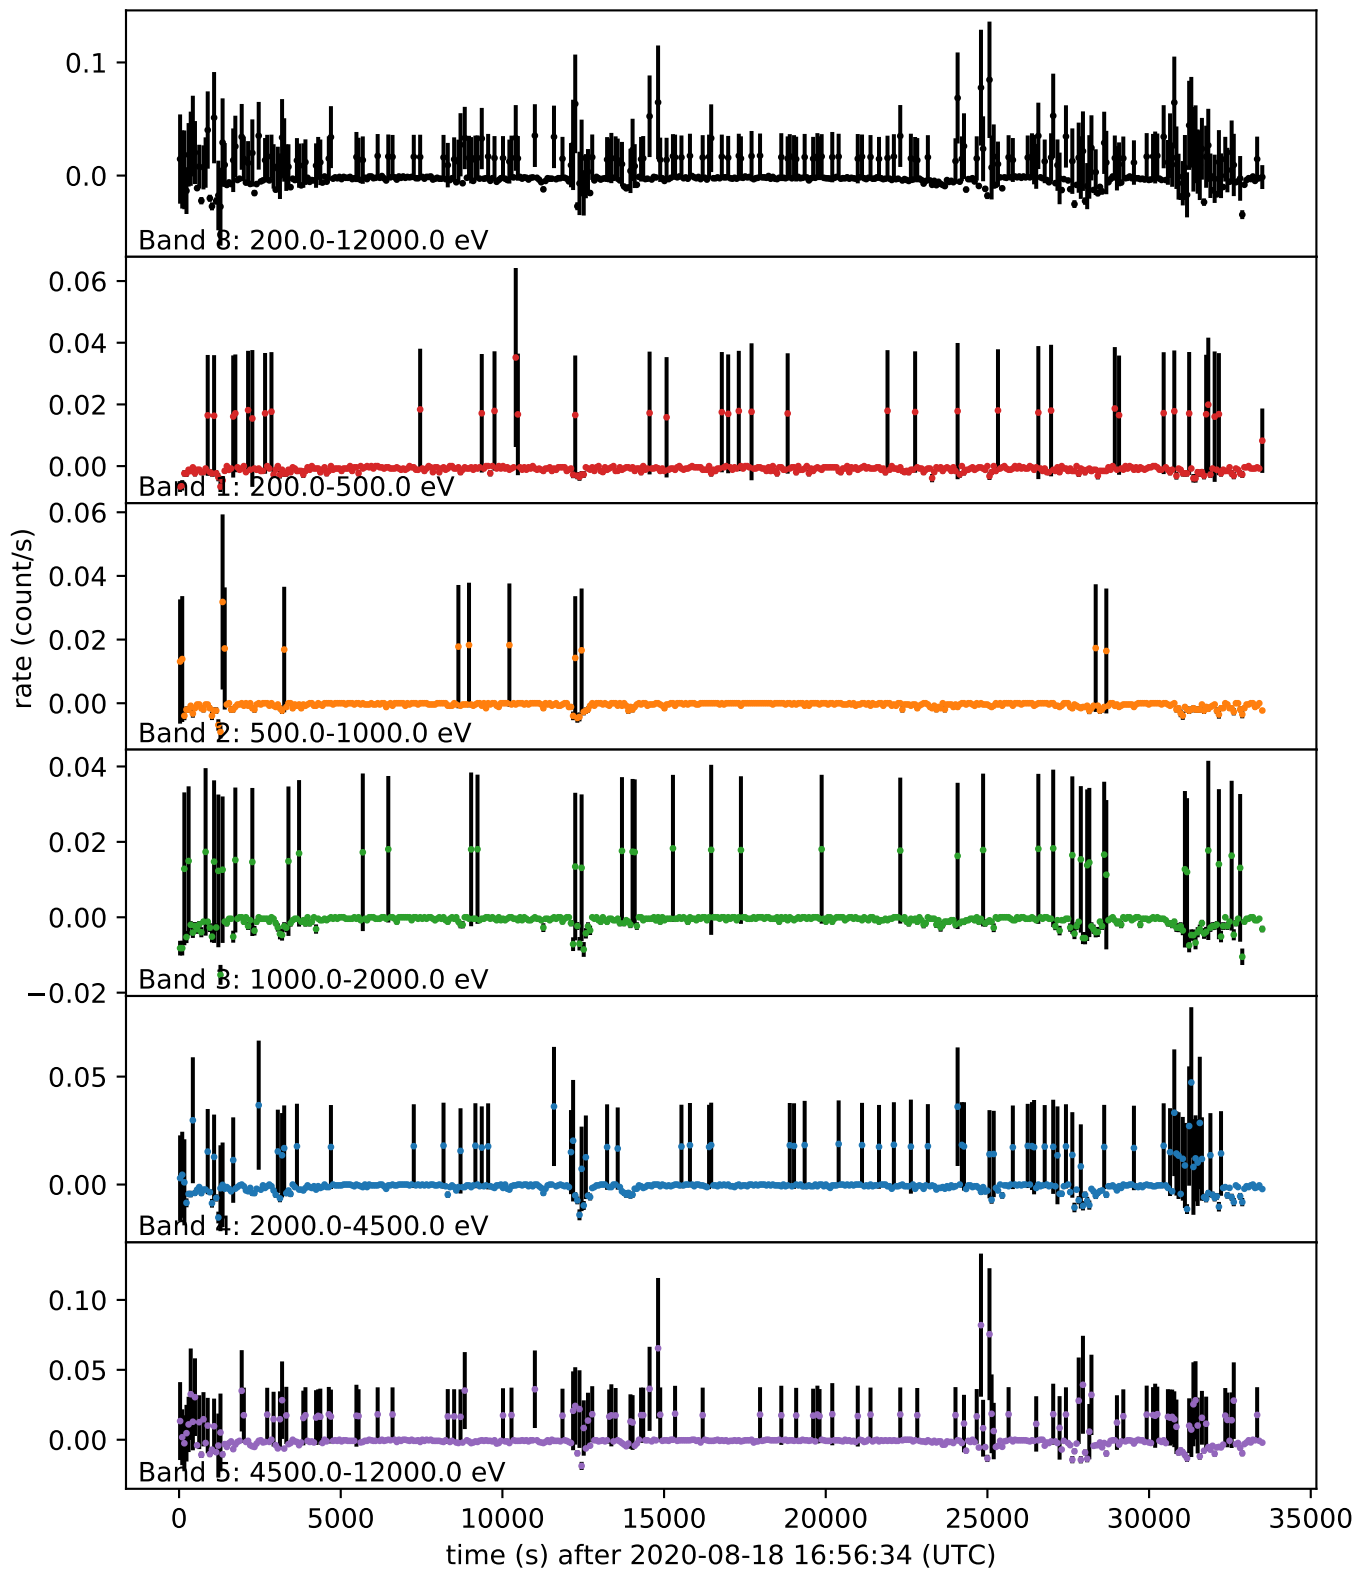 0.1
0.0
Band 8: 200.0-12000.0 eV
0.06
0.04
0.02
0.00
Band 1: 200.0-500.0 eV
0.06
0.04
0.02
0.00
Band 2: 500.0-1000.0 eV
rate (count/s)
0.04
0.02
0.00
−0.02
Band 3: 1000.0-2000.0 eV
0.05
0.00
Band 4: 2000.0-4500.0 eV
0.10
0.05
0.00
Band 5: 4500.0-12000.0 eV
0 5000 10000 15000 20000 25000 30000 35000
time (s) after 2020-08-18 16:56:34 (UTC)